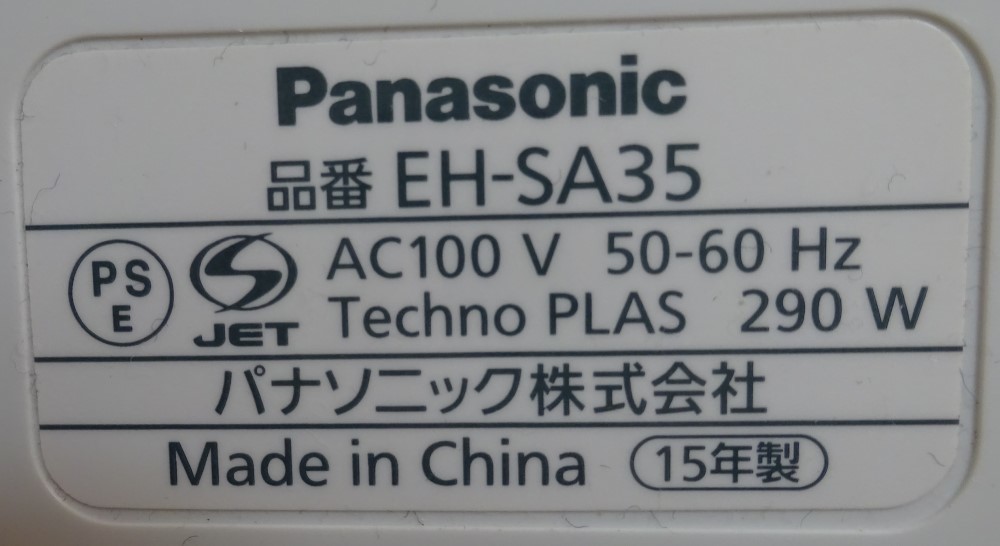 Panasonic
品番 EH-SA35
PS
E
JET
AC100 V 50-60 Hz
Techno PLAS 290 W
パナソニック株式会社
Made in China 15年製